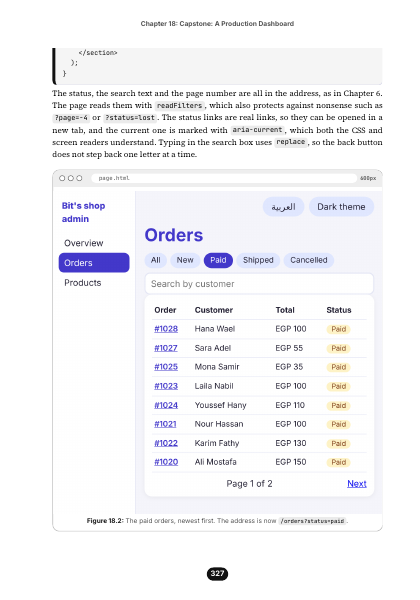 Chapter 18: Capstone: A Production Dashboard
</section>
);
}
The status, the search text and the page number are all in the address, as in Chapter 6.
The page reads them with readFilters, which also protects against nonsense such as
?page=-4 or ?status=lost. The status links are real links, so they can be opened in a
new tab, and the current one is marked with aria-current, which both the CSS and
screen readers understand. Typing in the search box uses replace, so the back button
does not step back one letter at a time.
page.html 600px
Bit's shop
admin
العربية Dark theme
Overview
Orders
Products
Orders
All New Paid Shipped Cancelled
Search by customer
Order Customer Total Status
#1028 Hana Wael EGP 100 Paid
#1027 Sara Adel EGP 55 Paid
#1025 Mona Samir EGP 35 Paid
#1023 Laila Nabil EGP 100 Paid
#1024 Youssef Hany EGP 110 Paid
#1021 Nour Hassan EGP 100 Paid
#1022 Karim Fathy EGP 130 Paid
#1020 Ali Mostafa EGP 150 Paid
Page 1 of 2 Next
Figure 18.2: The paid orders, newest first. The address is now /orders?status=paid.
327